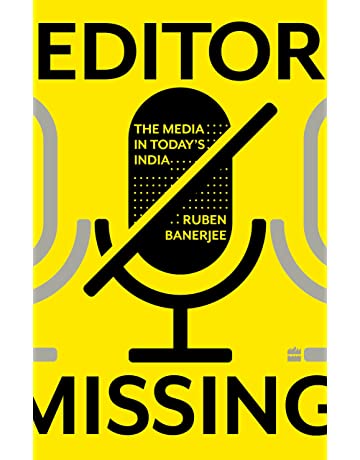 EDITOR
THE MEDIA
IN TODAY'S
INDIA
RUBEN
BANERJEE
MISSING